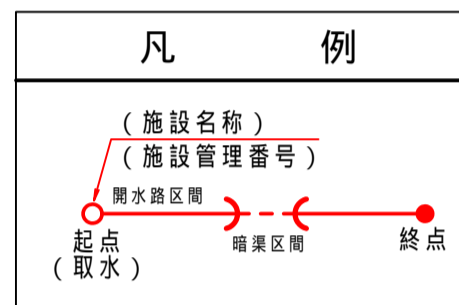 凡 例
(施設名称)
(施設管理番号)
開水路区間
起点
(取水)
暗渠区間
終点